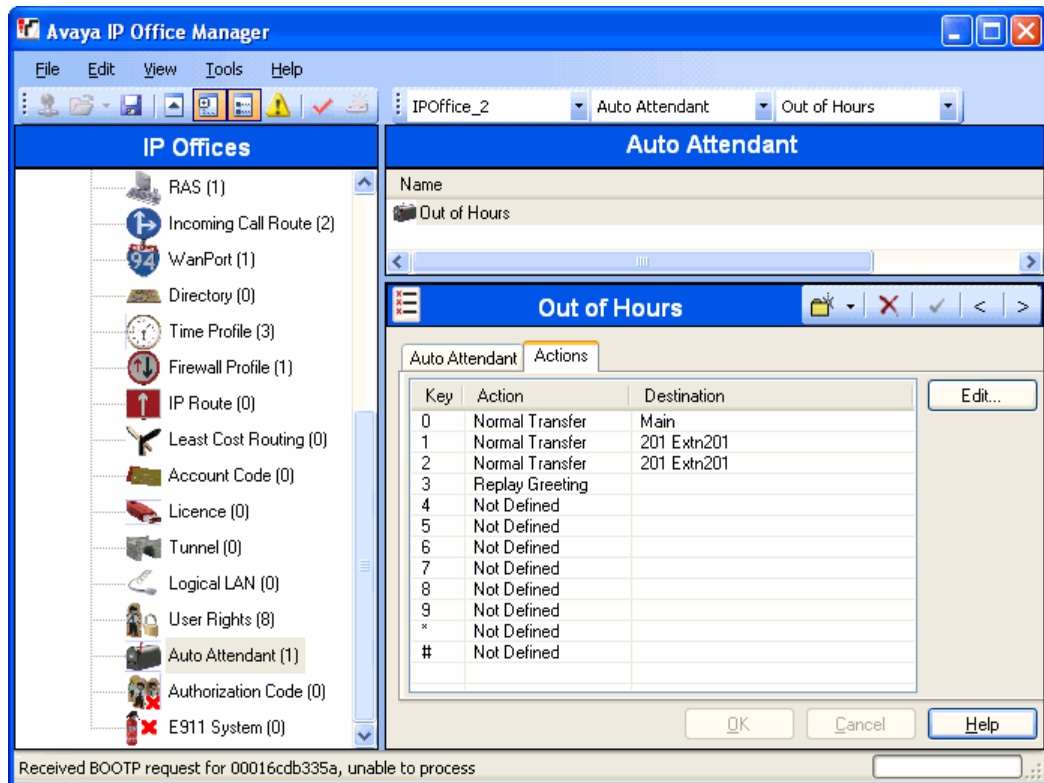 Avaya IP Office Manager
File Edit View Tools Help
IPOffice_2 Auto Attendant Out of Hours
IP Offices
RAS (1)
Incoming Call Route (2)
94 WanPort (1)
Directory (0)
Time Profile (3)
Firewall Profile (1)
IP Route (0)
Least Cost Routing (0)
Account Code (0)
Licence (0)
Tunnel (0)
Logical LAN (0)
User Rights (8)
Auto Attendant (1)
Authorization Code (0)
E911 System (0)
Auto Attendant
Name
Out of Hours
Out of Hours < >
Auto Attendant Actions
Key Action Destination Edit...
0 Normal Transfer Main
1 Normal Transfer 201 Extn201
2 Normal Transfer 201 Extn201
3 Replay Greeting
4 Not Defined
5 Not Defined
6 Not Defined
7 Not Defined
8 Not Defined
9 Not Defined
* Not Defined
# Not Defined
OK Cancel Help
Received BOOTP request for 00016cdb335a, unable to process